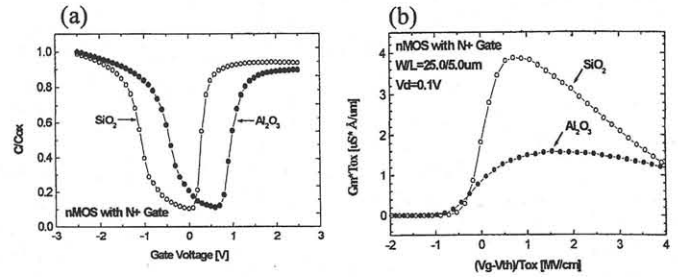 (a)
C/Cox
1,0
0.8
0.6
0.4
0.2
0.0
SiO₂
Al₂O₃
nMOS with N+ Gate
-3 -2 -1 0 1 2 3
Gate Voltage [V]
(b)
Gm*Tox [uS* Å/um]
4
3
2
1
0
nMOS with N+ Gate
W/L=25.0/5.0um
Vd=0.1V
SiO₂
Al₂O₃
-2 -1 0 1 2 3 4
(Vg-Vth)/Tox [MV/cm]